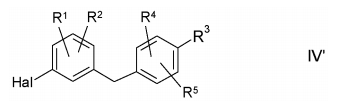 R¹ R² R⁴ R³ IV'
Hal R⁵